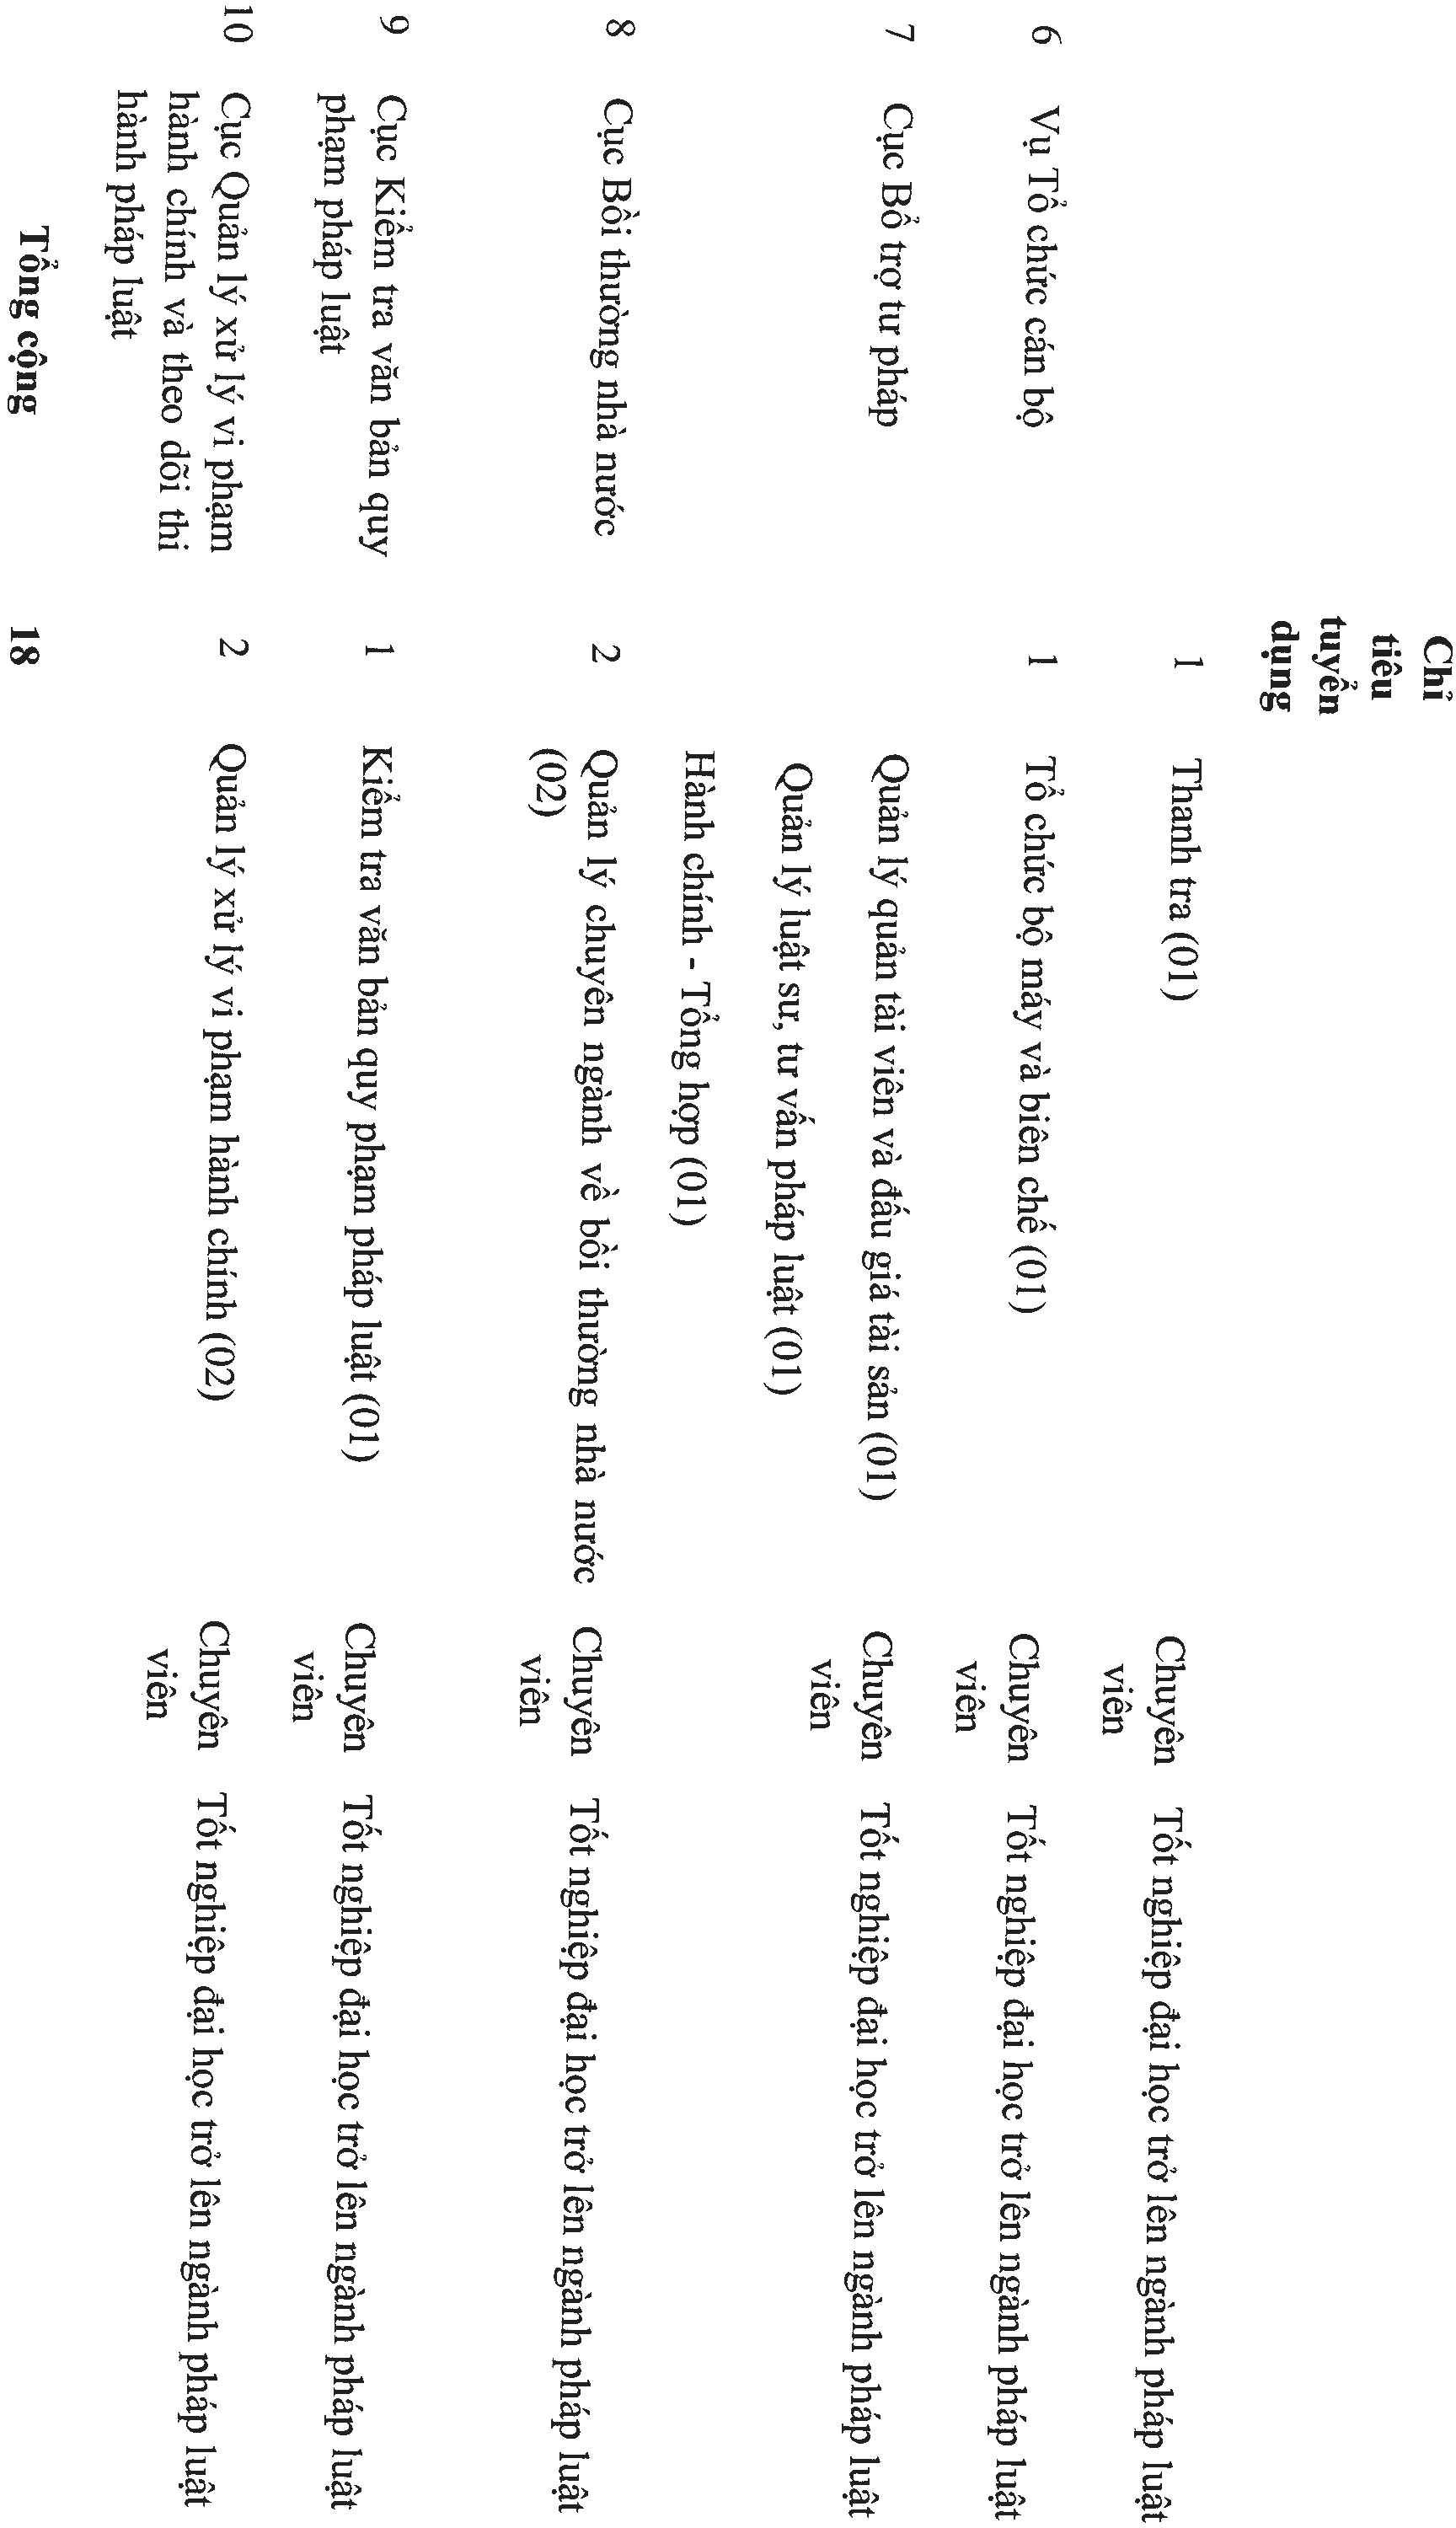 Chỉ
tiêu
tuyển
dụng
1 Thanh tra (01) Chuyên Tốt nghiệp đại học trở lên ngành pháp luật
viên
6 Vụ Tổ chức cán bộ 1 Tổ chức bộ máy và biên chế (01) Chuyên Tốt nghiệp đại học trở lên ngành pháp luật
viên
7 Cục Bổ trợ tư pháp Quản lý quản tài viên và đấu giá tài sản (01) Chuyên Tốt nghiệp đại học trở lên ngành pháp luật
viên
Quản lý luật sư, tư vấn pháp luật (01)
Hành chính - Tổng hợp (01)
8 Cục Bồi thường nhà nước 2 Quản lý chuyên ngành về bồi thường nhà nước Chuyên Tốt nghiệp đại học trở lên ngành pháp luật
(02) viên
9 Cục Kiểm tra văn bản quy 1 Kiểm tra văn bản quy phạm pháp luật (01) Chuyên Tốt nghiệp đại học trở lên ngành pháp luật
phạm pháp luật viên
10 Cục Quản lý xử lý vi phạm 2 Quản lý xử lý vi phạm hành chính (02) Chuyên Tốt nghiệp đại học trở lên ngành pháp luật
hành chính và theo dõi thi viên
hành pháp luật
Tổng cộng 18